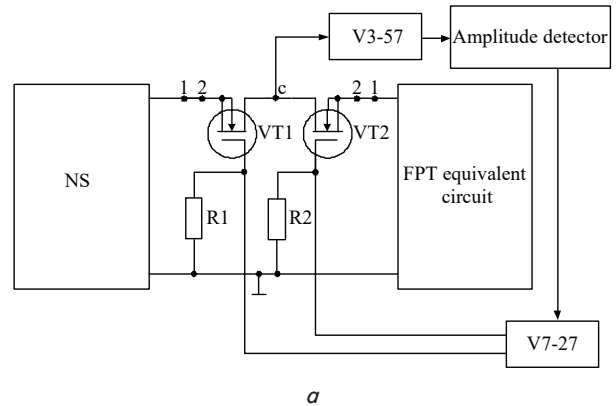 V3-57
Amplitude detector
1 2
c
2 1
VT1
VT2
NS
FPT equivalent
circuit
R1
R2
V7-27
a